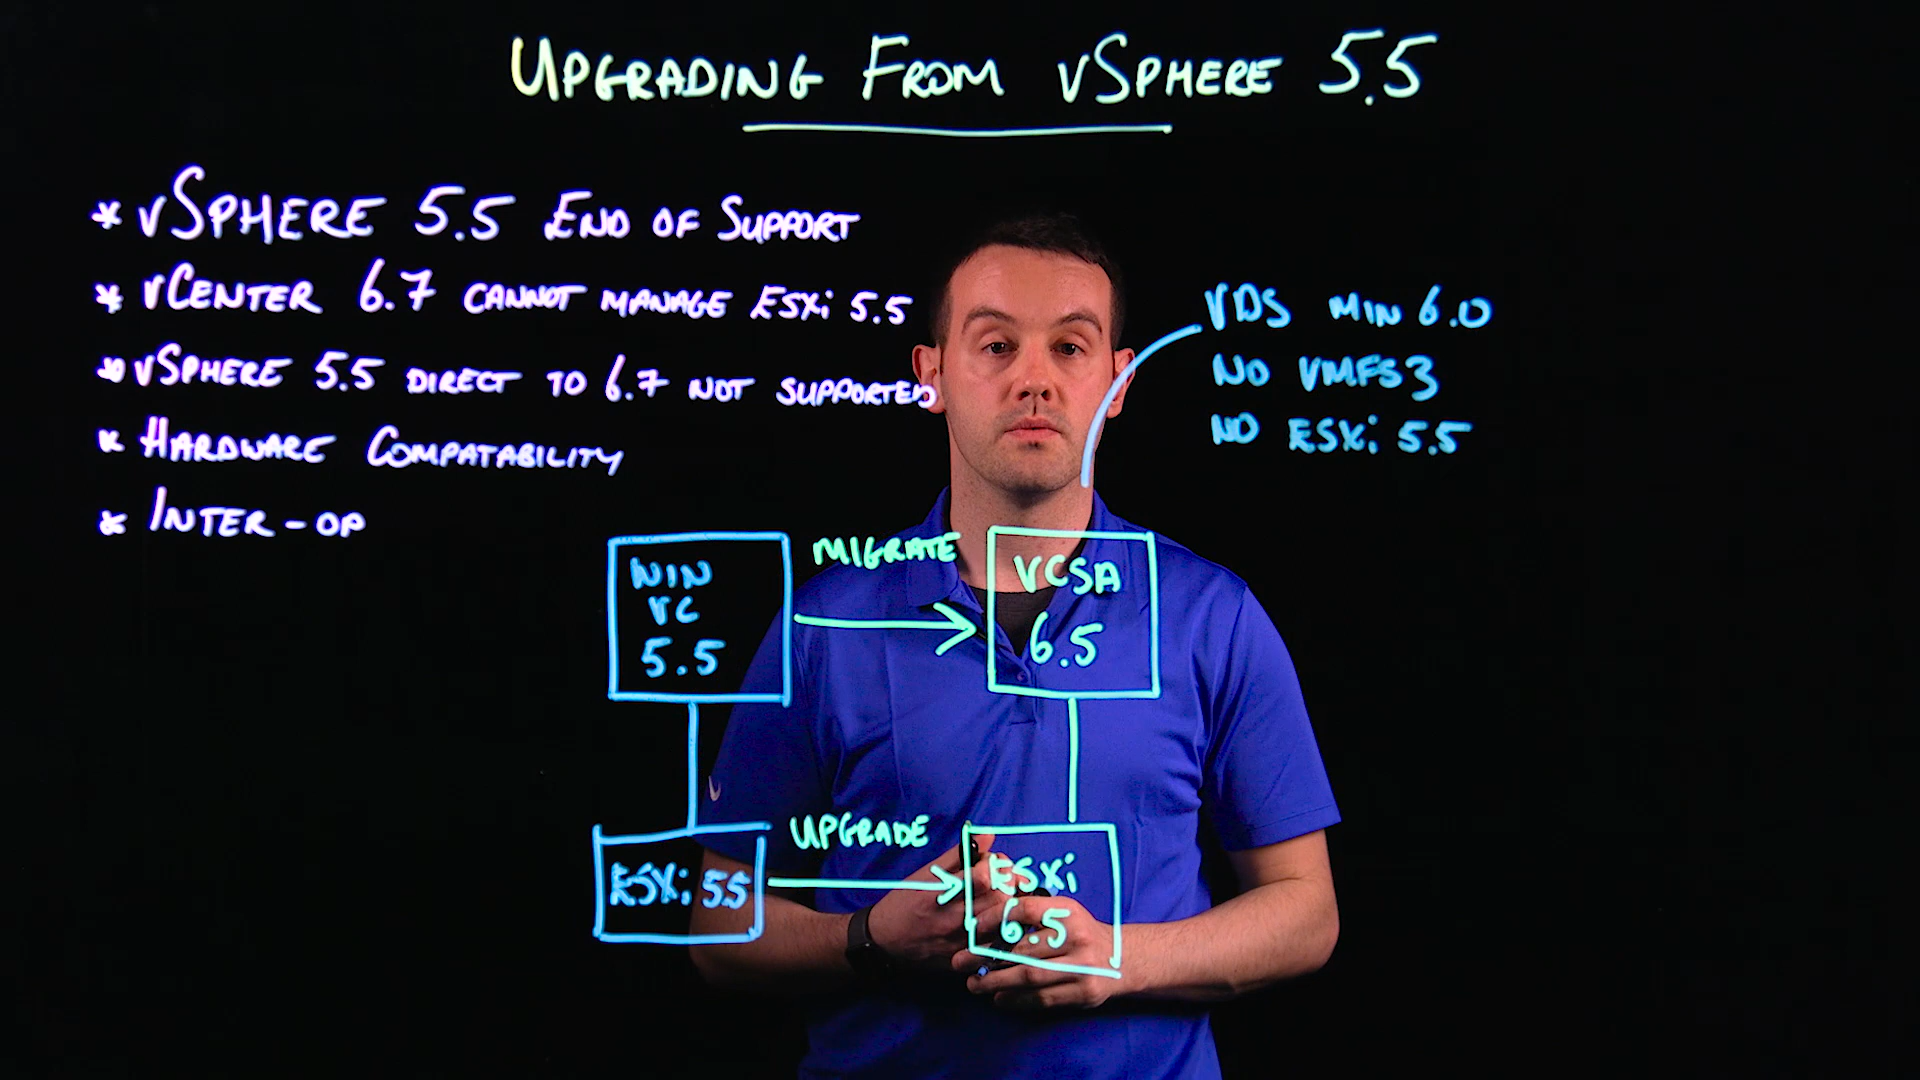 UPGRADING FROM vSPHERE 5.5
* vSPHERE 5.5 END OF SUPPORT
* vCENTER 6.7 CANNOT MANAGE ESXi 5.5
* vSPHERE 5.5 DIRECT TO 6.7 NOT SUPPORTED
* HARDWARE COMPATABILITY
* INTER-OP
VDS MIN 6.0
NO VMFS3
NO ESXi 5.5
WIN
VC
5.5
MIGRATE
VCSA
6.5
ESXi 5.5
UPGRADE
ESXi
6.5